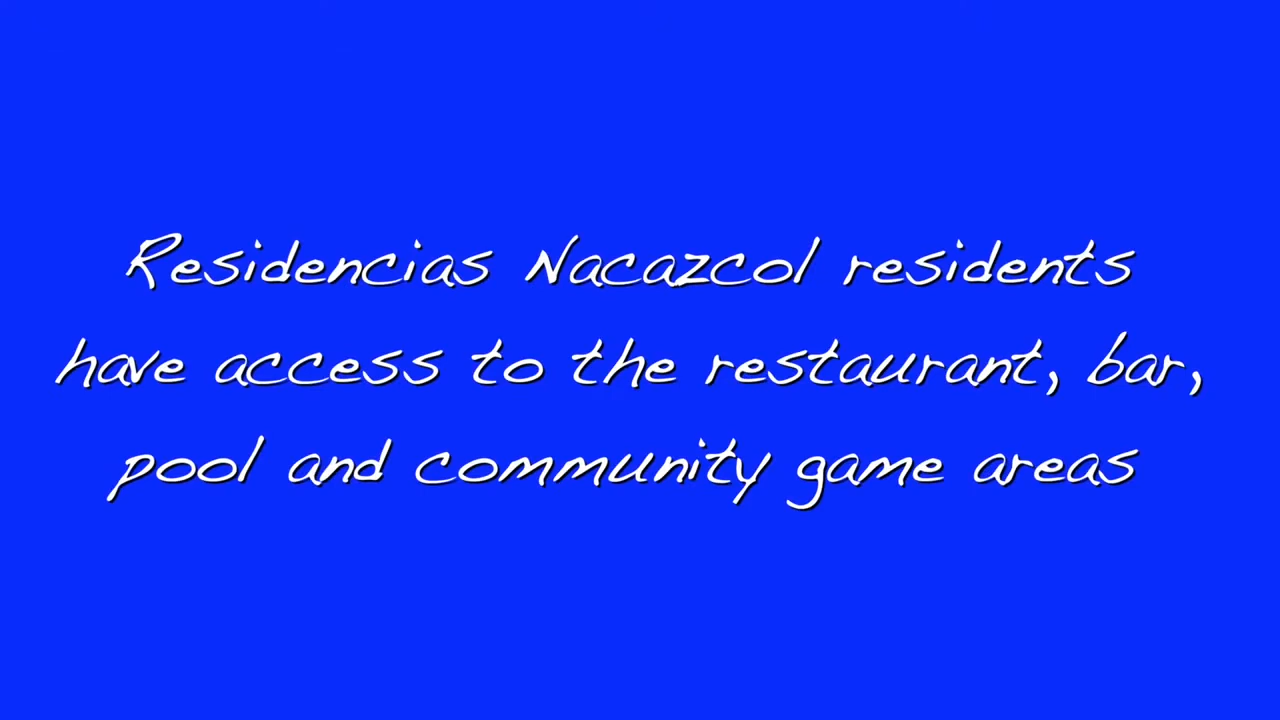 Residencias Nacazcol residents
have access to the restaurant, bar,
pool and community game areas